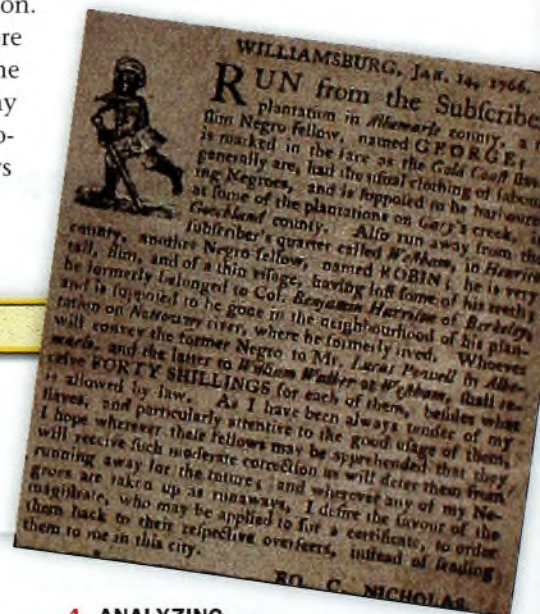 on.
WILLIAMSBURG, JAN. 14, 1766.
RUN from the Subſcribe
plantation in Albemarle county, a
ſlim Negro fellow, named GEORGE;
is marked in the face as the Gold Coaſt ſlav
generally are, had the uſual clothing of labou
ing Negroes, and is ſuppoſed to be harboure
at ſome of the plantations on creek, in
Goochland county. Alſo run away from the
ſubſcriber's quarter called Weſtham, in Henrico
county, another Negro fellow, named ROBIN; he is very
tall, ſlim, and of a thin viſage, having loſt ſome of his teeth;
he formerly belonged to Col. Benjamin Harriſon of Berkeley,
and is ſuppoſed to be gone in the neighbourhood of his plan-
tation on Nottoway river, where he formerly lived. Whoever
will convey the former Negro to Mr. Lucas Powell in Albe-
marle, and the latter to William Walker at Weſtham, ſhall re-
ceive FORTY SHILLINGS for each of them, beſides what
is allowed by law. As I have been always tender of my
ſlaves, and particularly attentive to the good uſage of them,
I hope wherever theſe fellows may be apprehended that they
will receive ſuch moderate correction as will deter them from
running away for the future; and wherever any of my Ne-
groes are taken up as runaways, I deſire the favour of the
magiſtrate, who may be applied to for a certificate, to order
them back to their reſpective overſeers, inſtead of ſending
them to me in this city.
RO. C. NICHOLAS
4 ANALYZING